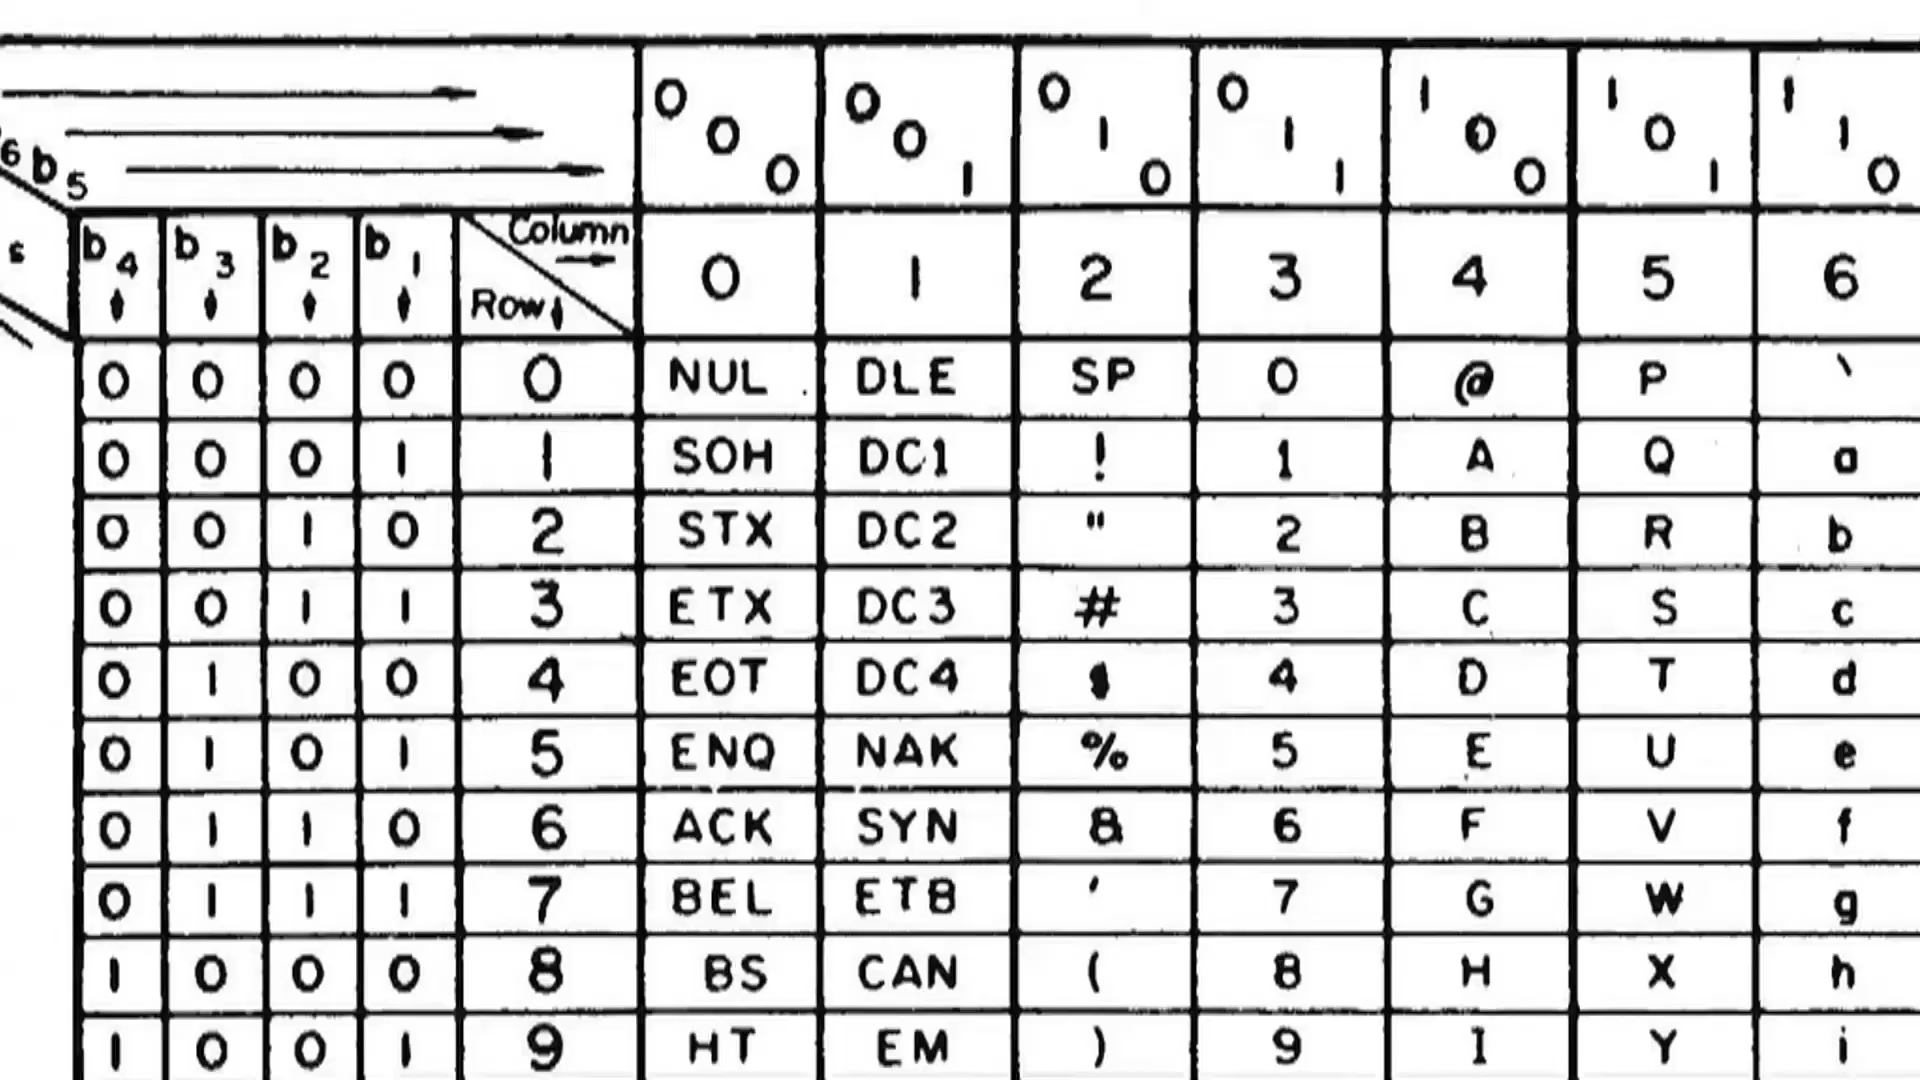 0 0 0 0 1 1 1
0 0 1 1 0 0 1
0 1 0 1 0 1 0
6 b5
s b4 b3 b2 b1 Column Row 0 1 2 3 4 5 6
0 0 0 0 0 NUL DLE SP 0 @ P `
0 0 0 1 1 SOH DC1 ! 1 A Q a
0 0 1 0 2 STX DC2 " 2 B R b
0 0 1 1 3 ETX DC3 # 3 C S c
0 1 0 0 4 EOT DC4 $ 4 D T d
0 1 0 1 5 ENQ NAK % 5 E U e
0 1 1 0 6 ACK SYN & 6 F V f
0 1 1 1 7 BEL ETB ' 7 G W g
1 0 0 0 8 BS CAN ( 8 H X h
1 0 0 1 9 HT EM ) 9 I Y i